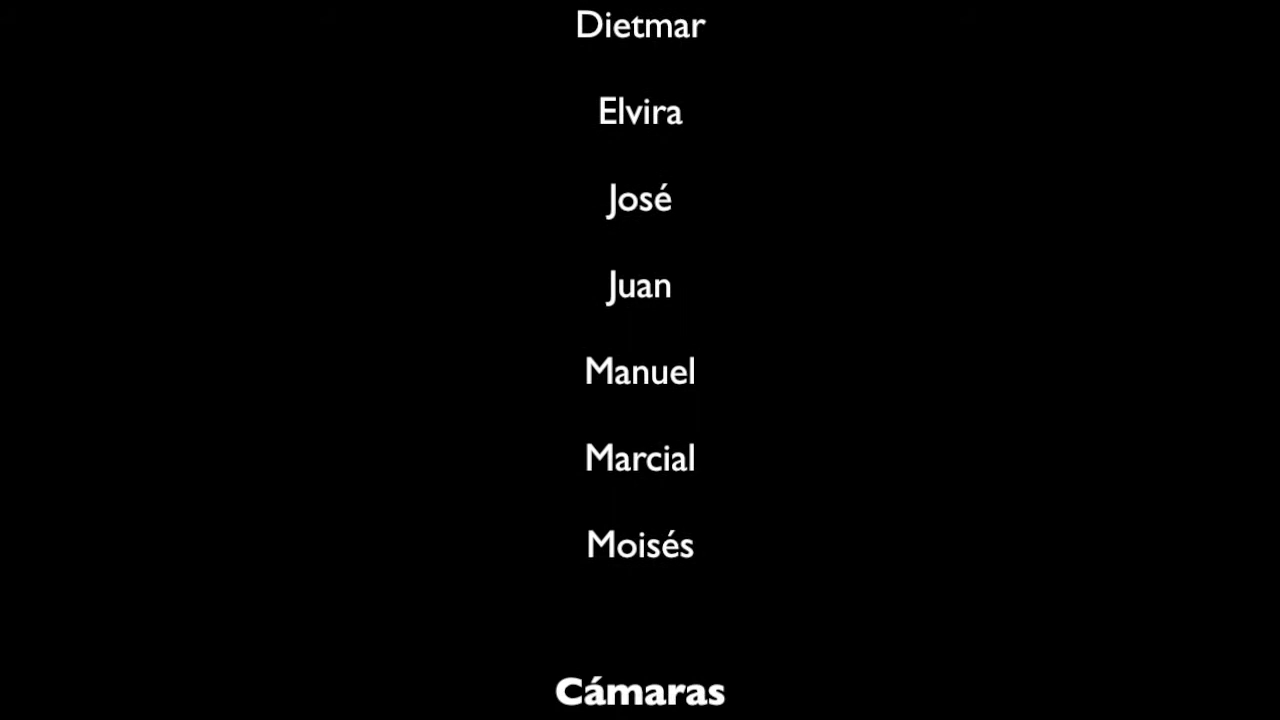 Dietmar
Elvira
José
Juan
Manuel
Marcial
Moisés
Cámaras